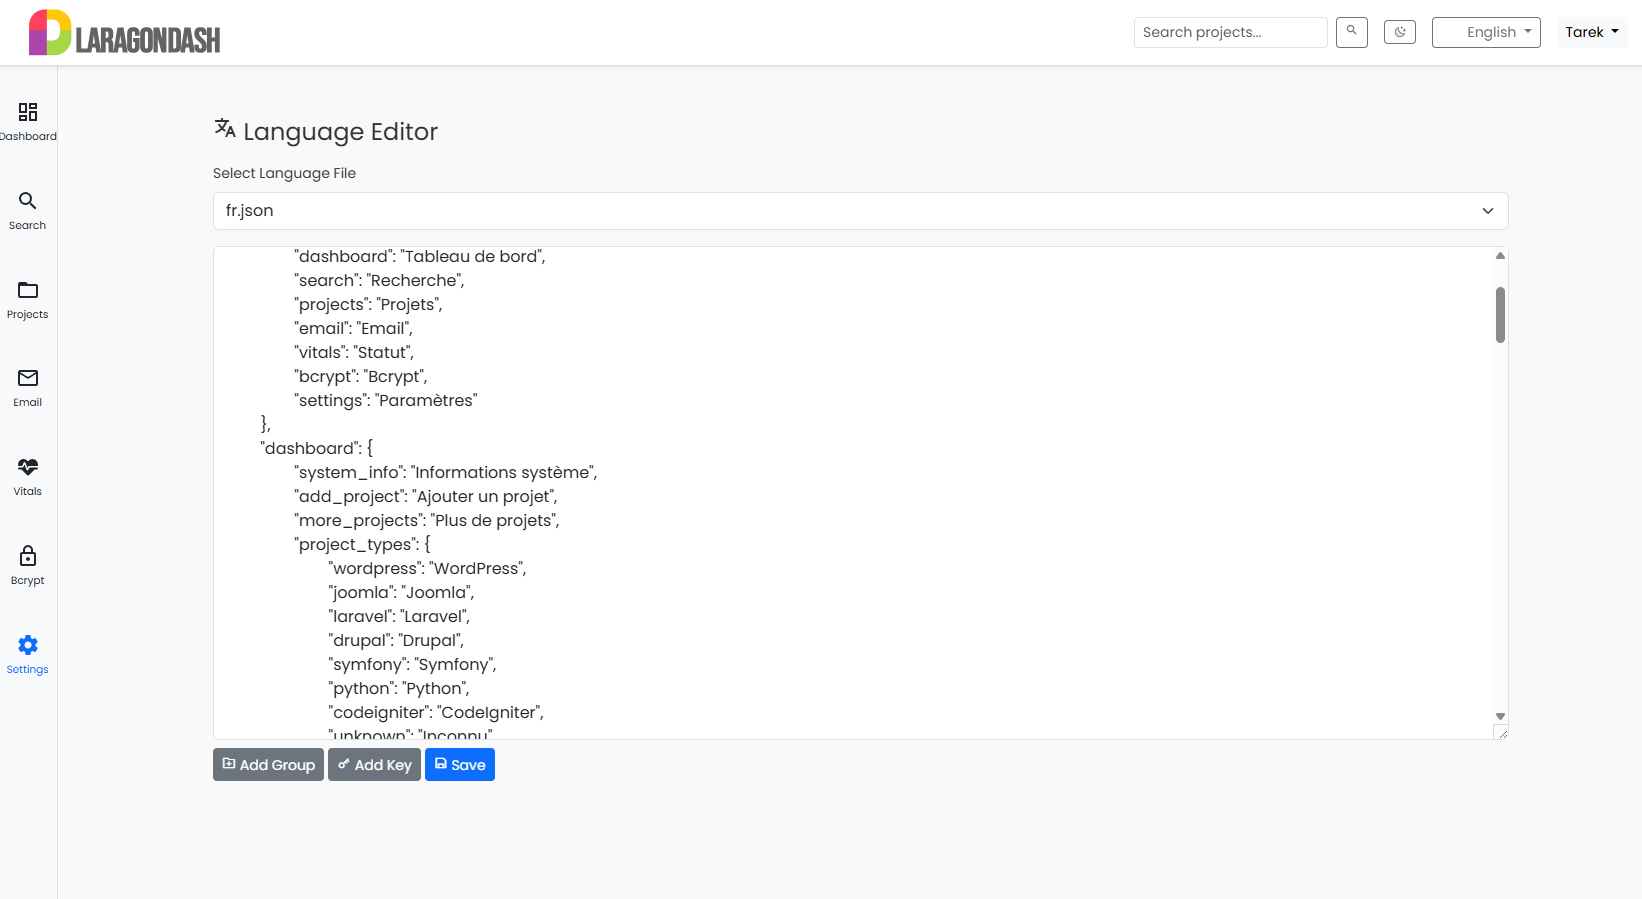 LARAGONDASH
Search projects...
English
Tarek
Dashboard
Search
Projects
Email
Vitals
Bcrypt
Settings
Language Editor
Select Language File
fr.json
"dashboard": "Tableau de bord",
"search": "Recherche",
"projects": "Projets",
"email": "Email",
"vitals": "Statut",
"bcrypt": "Bcrypt",
"settings": "Paramètres"
},
"dashboard": {
"system_info": "Informations système",
"add_project": "Ajouter un projet",
"more_projects": "Plus de projets",
"project_types": {
"wordpress": "WordPress",
"joomla": "Joomla",
"laravel": "Laravel",
"drupal": "Drupal",
"symfony": "Symfony",
"python": "Python",
"codeigniter": "CodeIgniter",
"unknown": "Inconnu"
Add Group
Add Key
Save